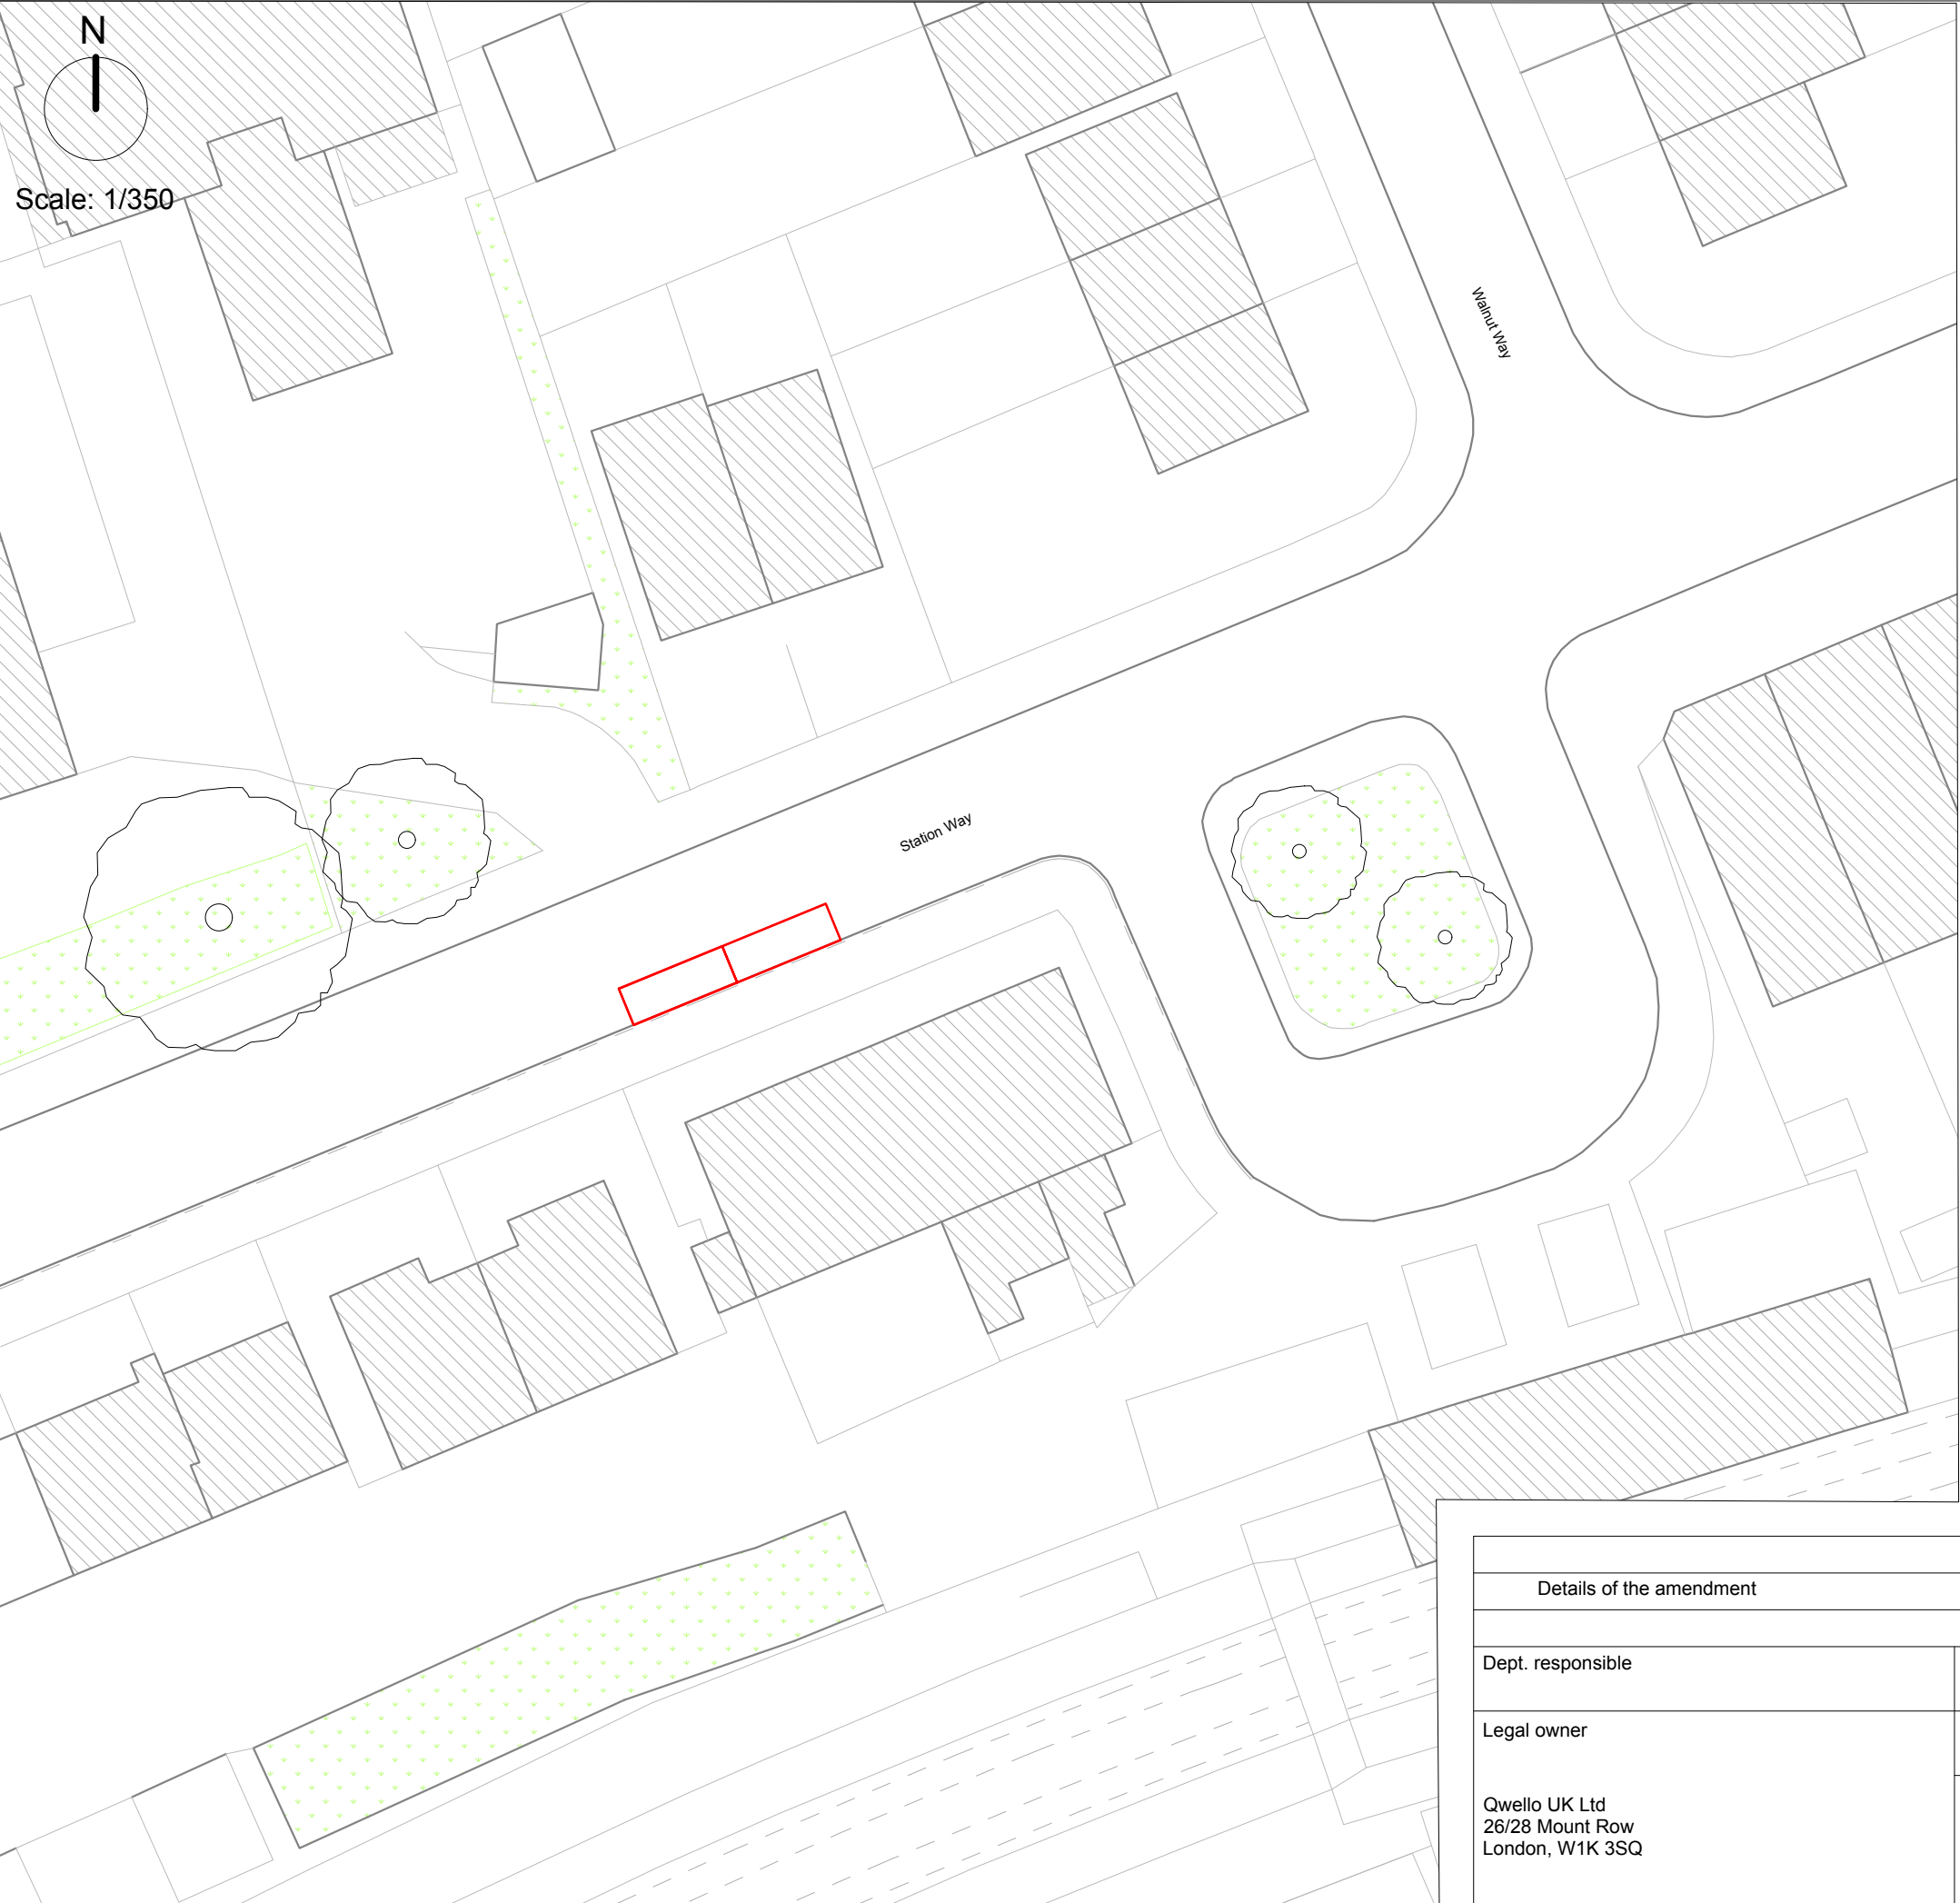 N
Scale: 1/350
Walnut Way
Station Way
Details of the amendment
Dept. responsible
Legal owner
Qwello UK Ltd
26/28 Mount Row
London, W1K 3SQ